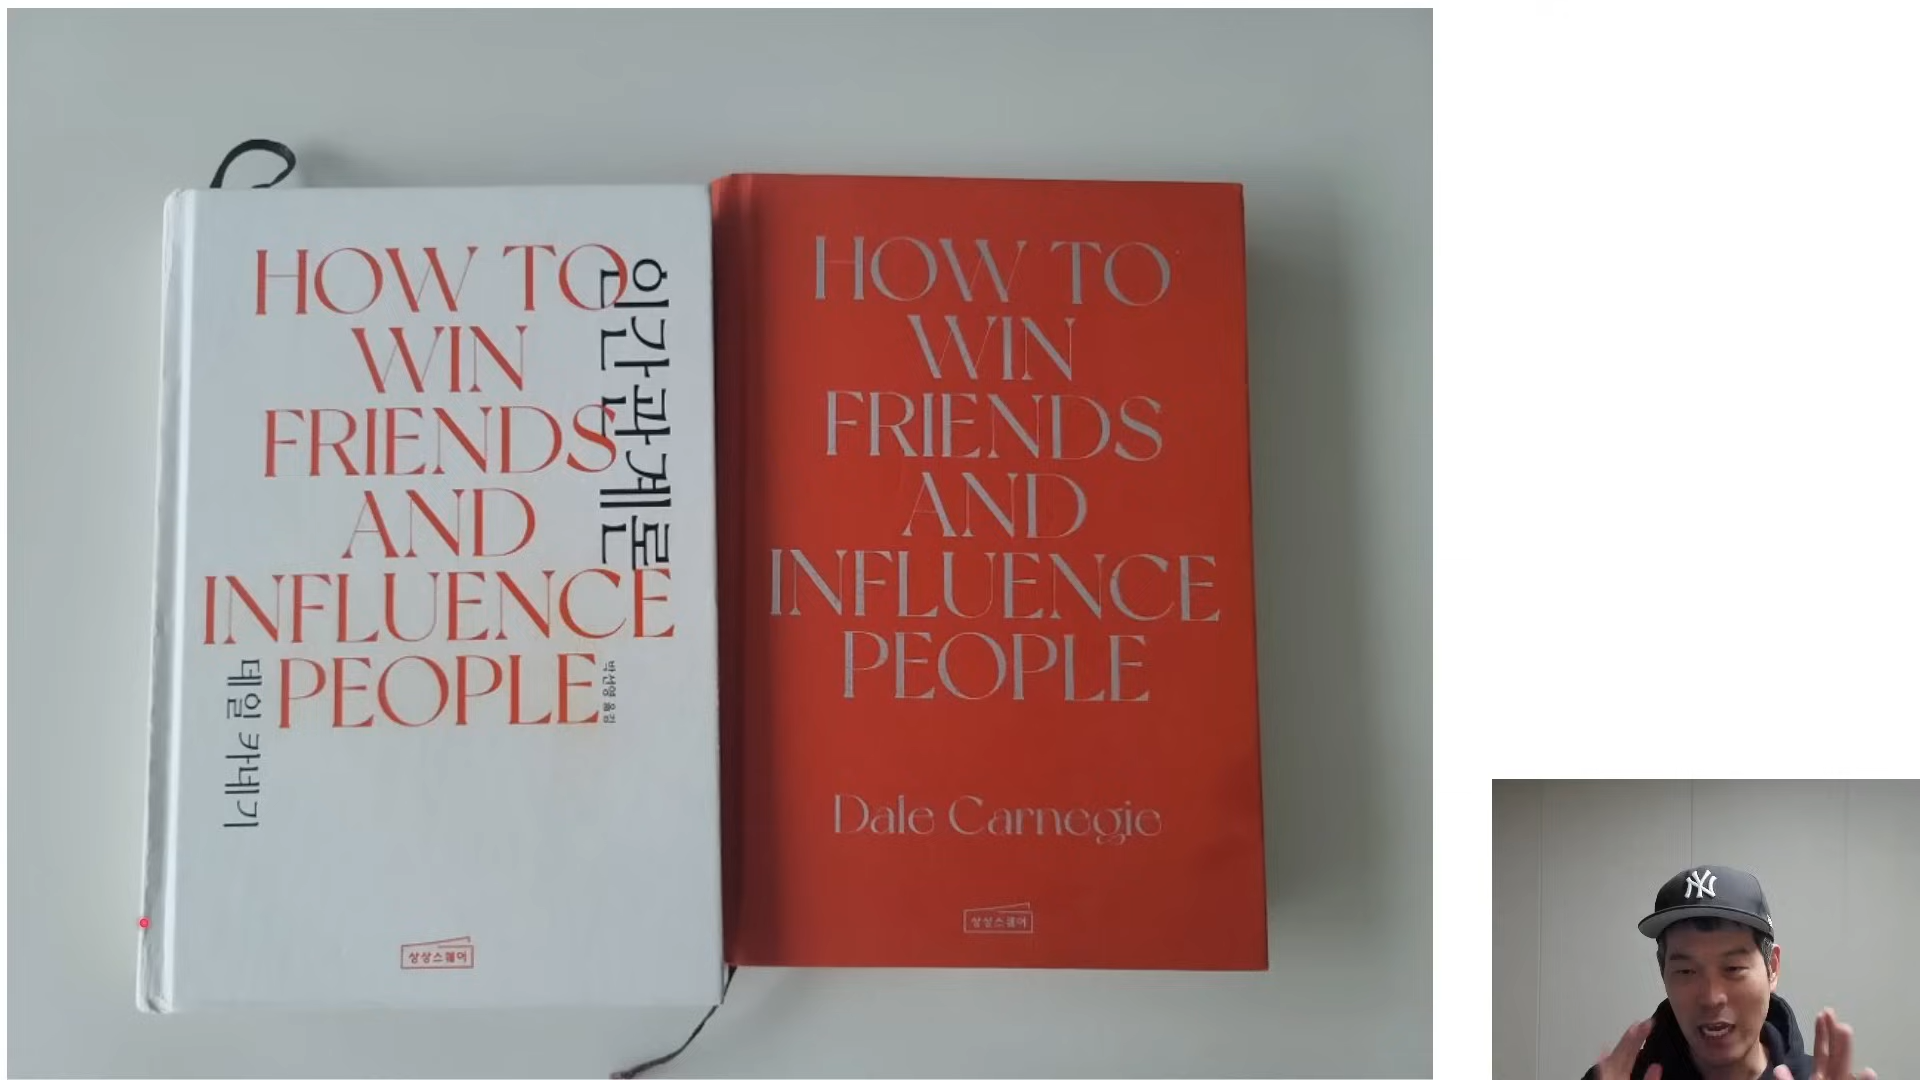 HOW TO
WIN
FRIENDS
AND
INFLUENCE
PEOPLE
인간관계론
데일 카네기
박선영 옮김
상상스퀘어
HOW TO
WIN
FRIENDS
AND
INFLUENCE
PEOPLE
Dale Carnegie
상상스퀘어
NY